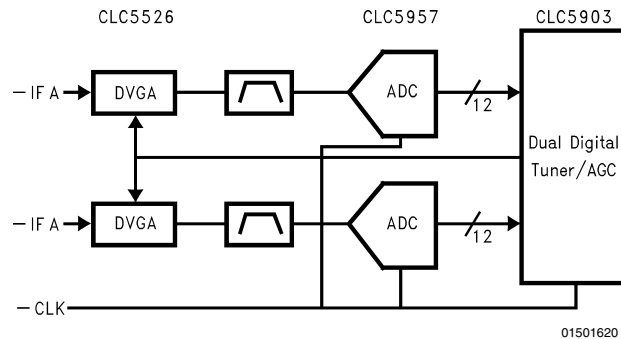 CLC5526 CLC5957 CLC5903
–IF A DVGA ADC 12
Dual Digital
Tuner/AGC
–IF A DVGA ADC 12
–CLK
01501620